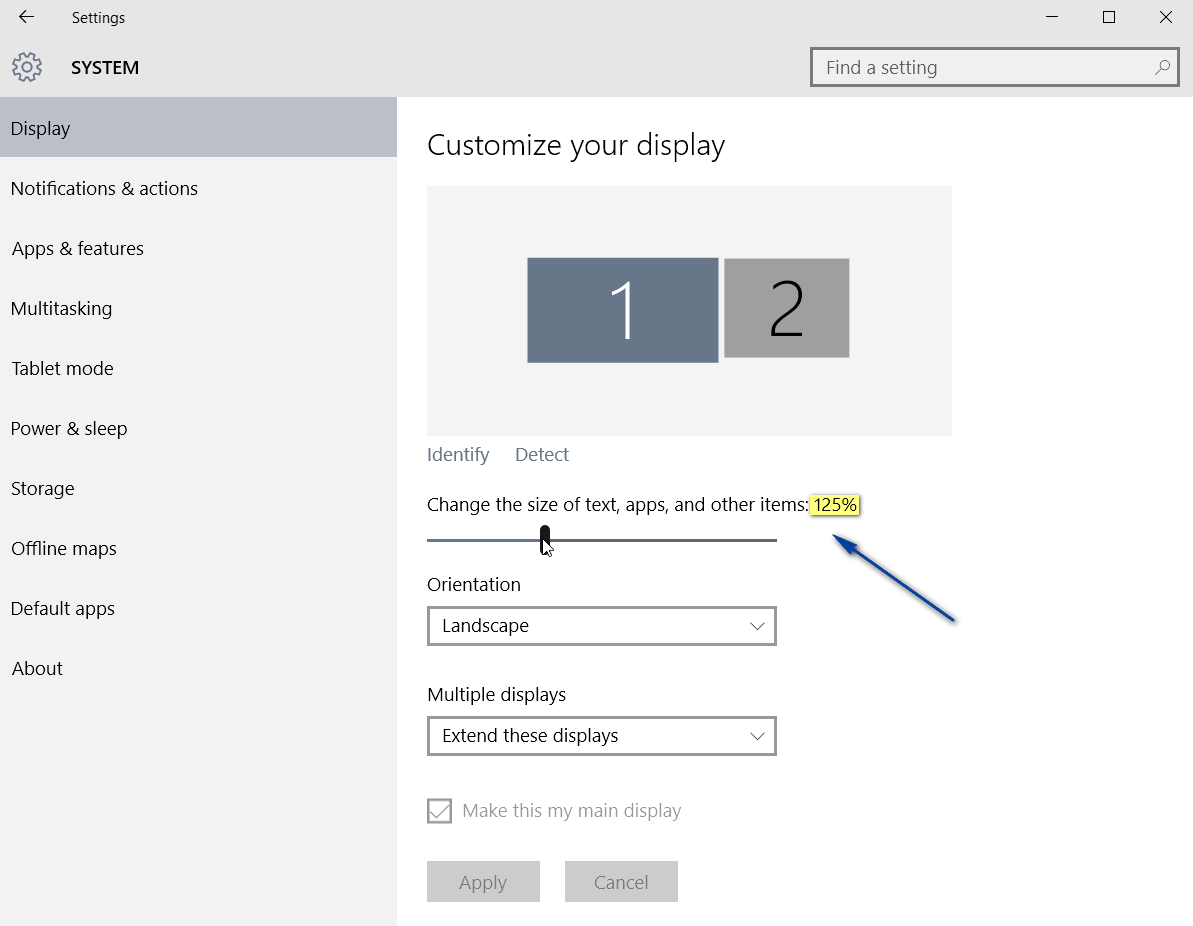 Settings
SYSTEM
Find a setting
Display
Notifications & actions
Apps & features
Multitasking
Tablet mode
Power & sleep
Storage
Offline maps
Default apps
About
Customize your display
1 2
Identify Detect
Change the size of text, apps, and other items: 125%
Orientation
Landscape
Multiple displays
Extend these displays
Make this my main display
Apply Cancel